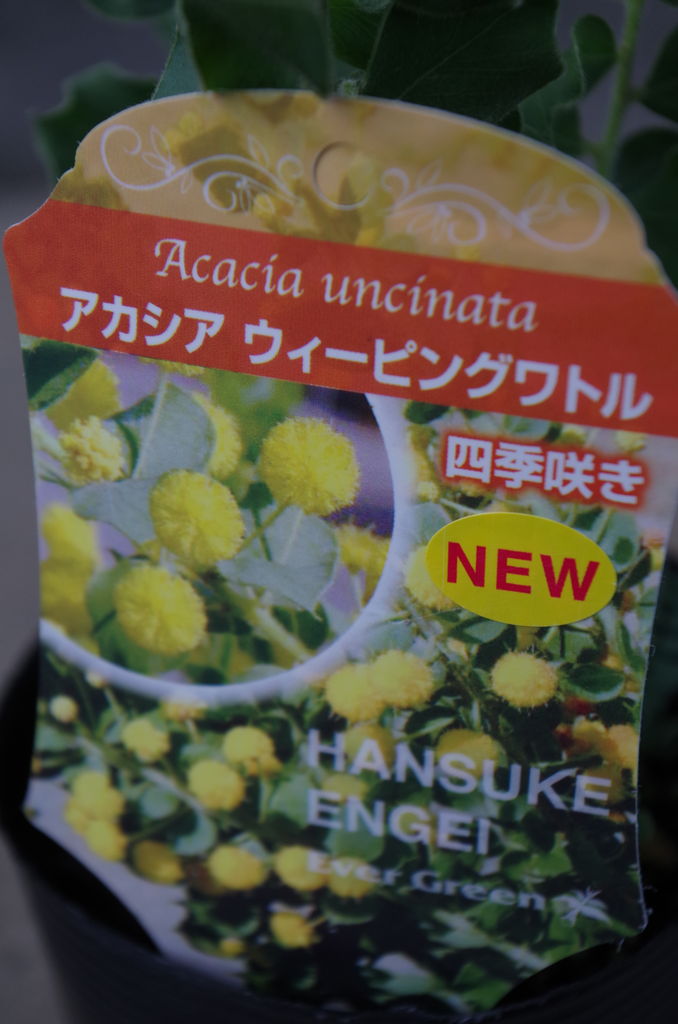 Acacia uncinata
アカシア ウィーピングワトル
四季咲き
NEW
HANSUKE
ENGEI
Ever Green